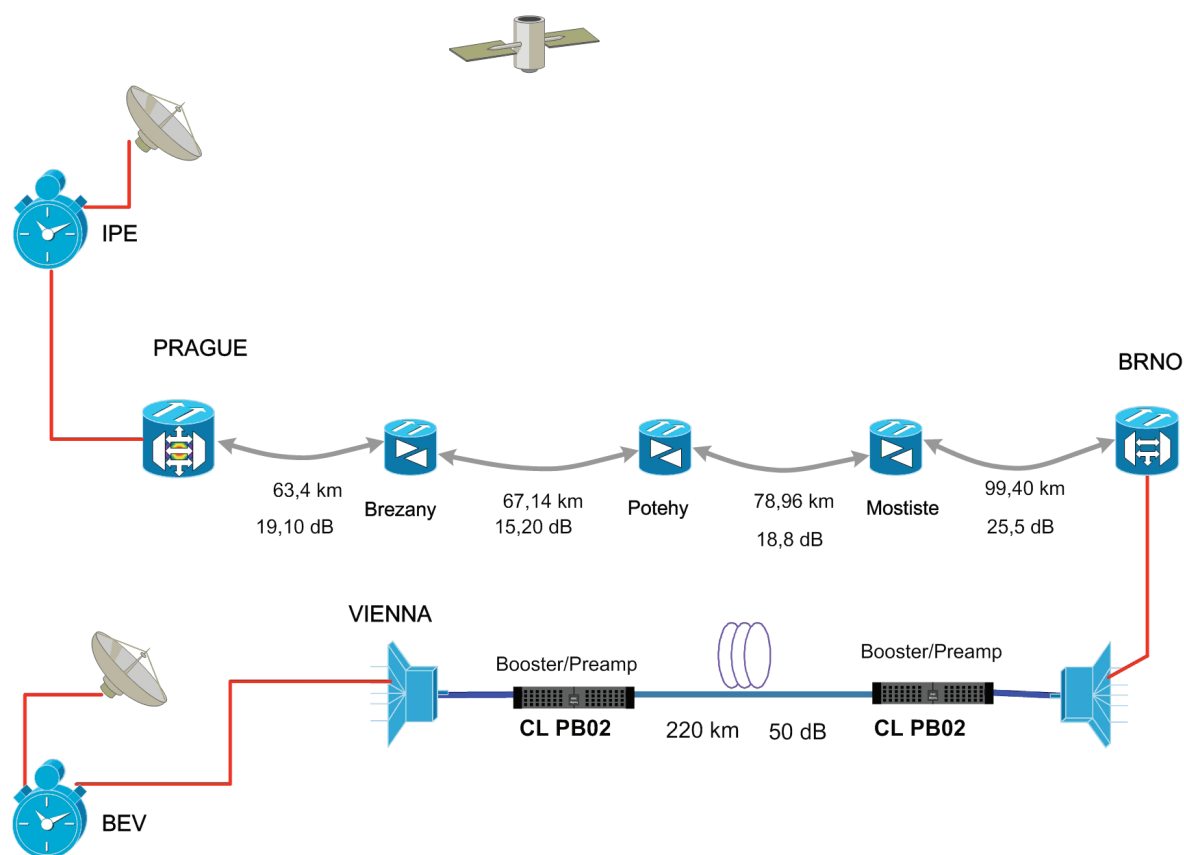 IPE
PRAGUE
BRNO
63,4 km
19,10 dB
Brezany
67,14 km
15,20 dB
Potehy
78,96 km
18,8 dB
Mostiste
99,40 km
25,5 dB
VIENNA
Booster/Preamp
CL PB02
220 km 50 dB
Booster/Preamp
CL PB02
BEV